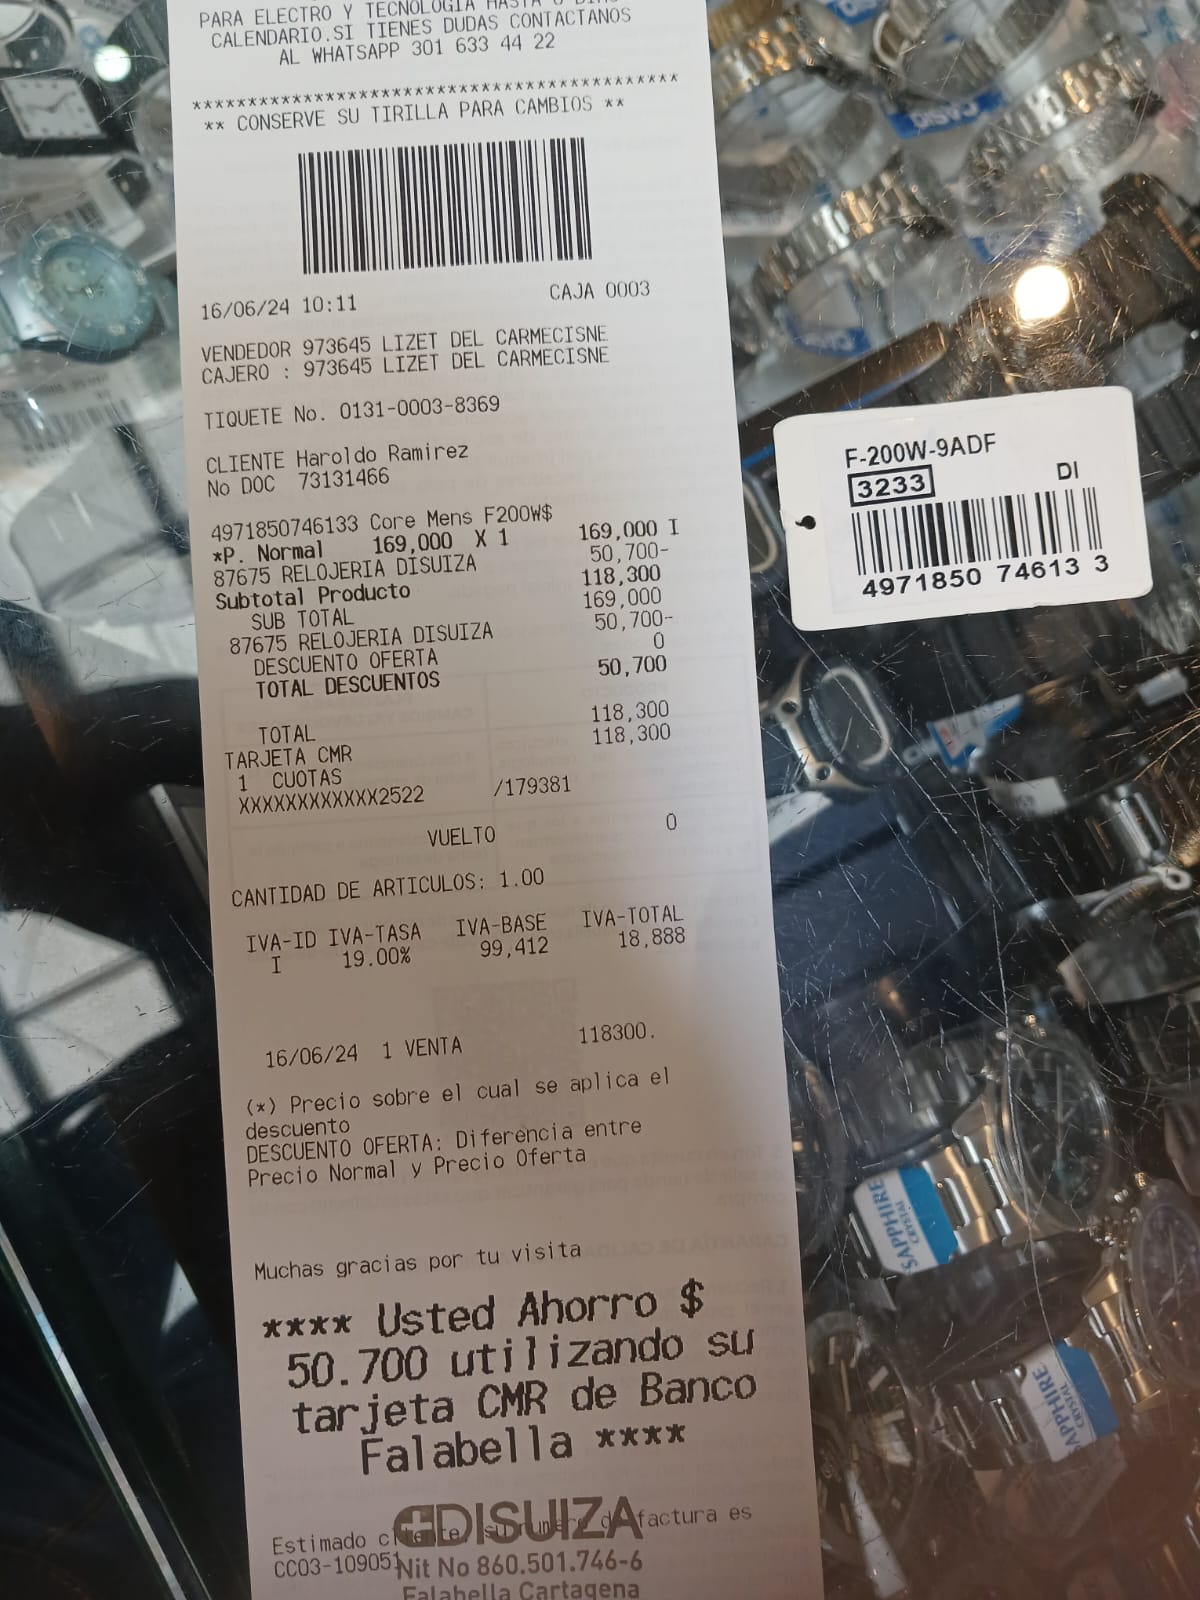 PARA ELECTRO Y TECNOLOGIA HASTA
CALENDARIO.SI TIENES DUDAS CONTACTANOS
AL WHATSAPP 301 633 44 22
****************************************
** CONSERVE SU TIRILLA PARA CAMBIOS **
16/06/24 10:11 CAJA 0003
VENDEDOR 973645 LIZET DEL CARMECISNE
CAJERO : 973645 LIZET DEL CARMECISNE
TIQUETE No. 0131-0003-8369
CLIENTE Haroldo Ramirez
No DOC 73131466
4971850746133 Core Mens F200W$
*P. Normal 169,000 X 1 169,000 I
87675 RELOJERIA DISUIZA 50,700-
Subtotal Producto 118,300
SUB TOTAL 169,000
87675 RELOJERIA DISUIZA 50,700-
DESCUENTO OFERTA 0
TOTAL DESCUENTOS 50,700
TOTAL 118,300
TARJETA CMR 118,300
1 CUOTAS
XXXXXXXXXXXX2522 /179381
VUELTO 0
CANTIDAD DE ARTICULOS: 1.00
IVA-ID IVA-TASA IVA-BASE IVA-TOTAL
I 19.00% 99,412 18,888
16/06/24 1 VENTA 118300.
(*) Precio sobre el cual se aplica el
descuento
DESCUENTO OFERTA: Diferencia entre
Precio Normal y Precio Oferta
Muchas gracias por tu visita
**** Usted Ahorro $
50.700 utilizando su
tarjeta CMR de Banco
Falabella ****
DISUIZA
Estimado cliente, su numero de factura es
CC03-109051
Nit No 860.501.746-6
Falabella Cartagena
F-200W-9ADF
3233 DI
4971850 74613 3
CASIO
SAPPHIRE
CRYSTAL
SAPPHIRE
CRYSTAL